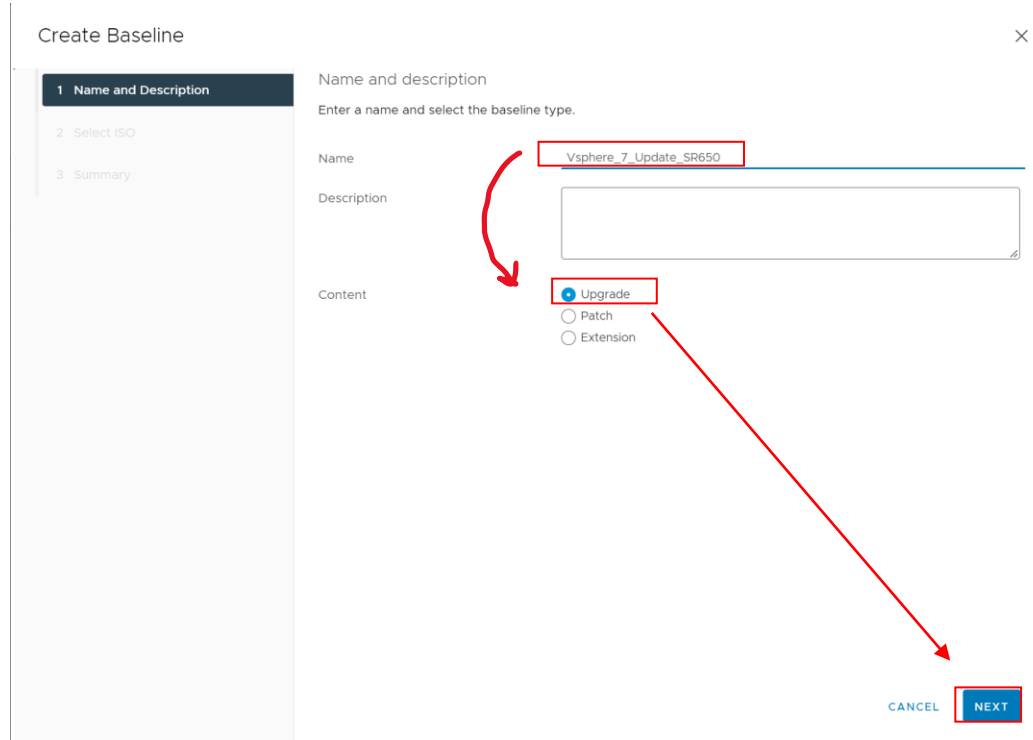 Create Baseline
1 Name and Description
2 Select ISO
3 Summary
Name and description
Enter a name and select the baseline type.
Name
Vsphere_7_Update_SR650
Description
Content
Upgrade
Patch
Extension
CANCEL
NEXT